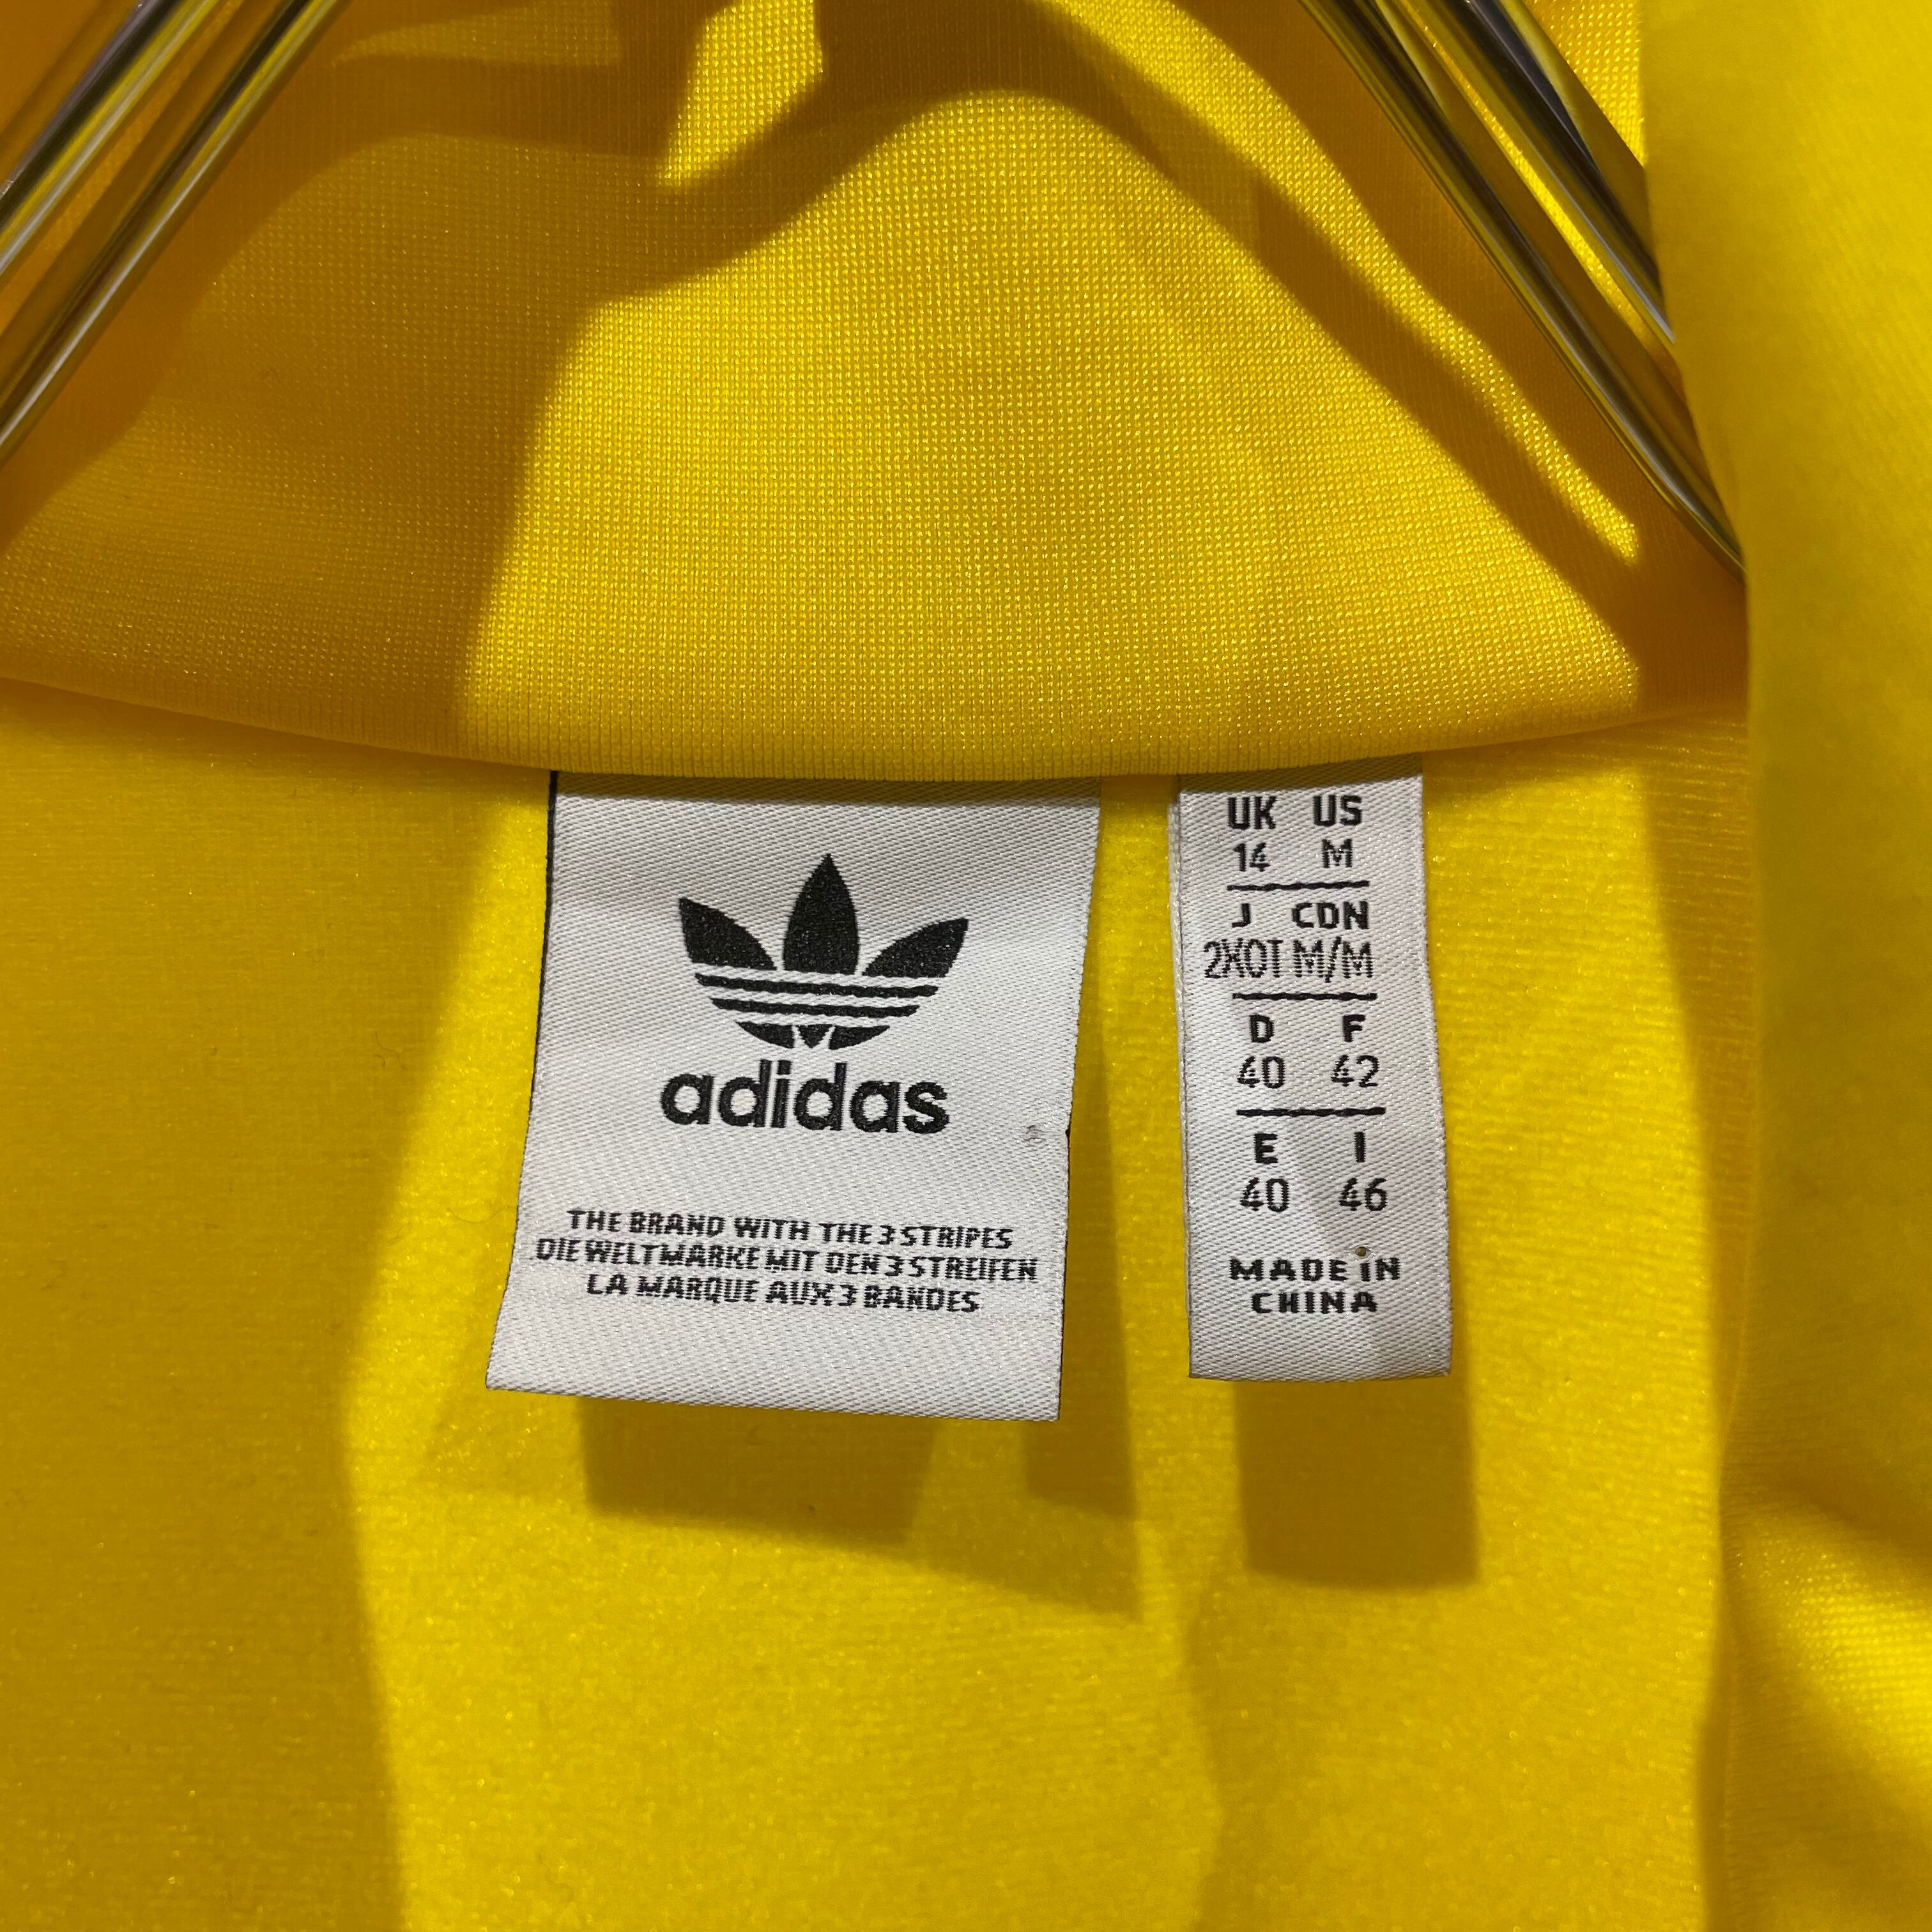 adidas
THE BRAND WITH THE 3 STRIPES
DIE WELTMARKE MIT DEN 3 STREIFEN
LA MARQUE AUX 3 BANDES
UK US
14 M
J CDN
2XOT M/M
D F
40 42
E I
40 46
MADE iN
CHINA